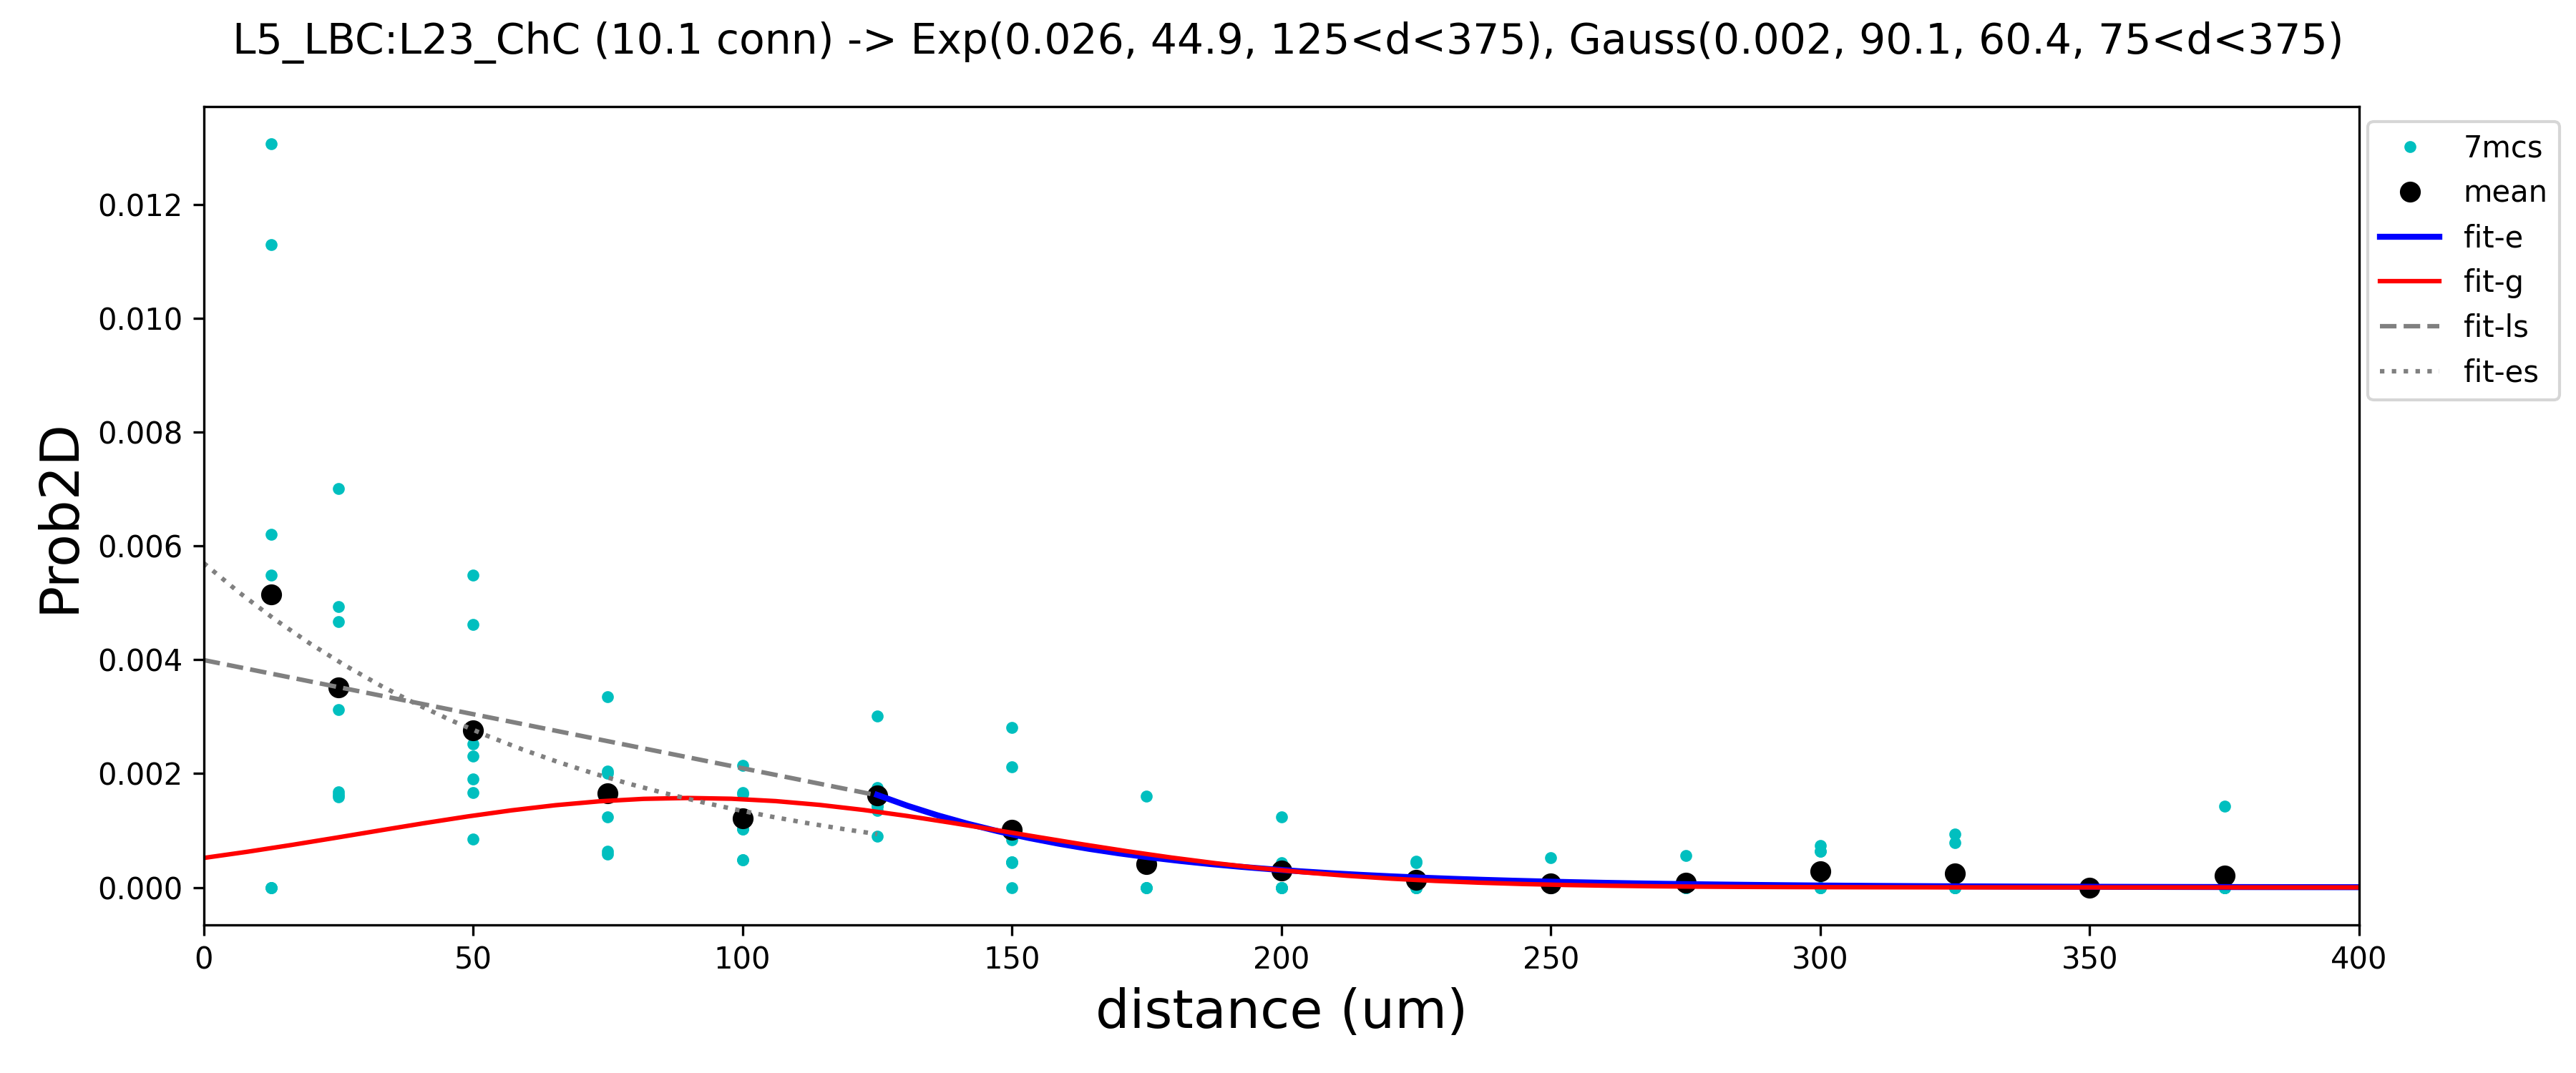 L5_LBC:L23_ChC (10.1 conn) -> Exp(0.026, 44.9, 125<d<375), Gauss(0.002, 90.1, 60.4, 75<d<375)
7mcs
mean
fit-e
fit-g
fit-ls
fit-es
Prob2D
0.012
0.010
0.008
0.006
0.004
0.002
0.000
0 50 100 150 200 250 300 350 400
distance (um)